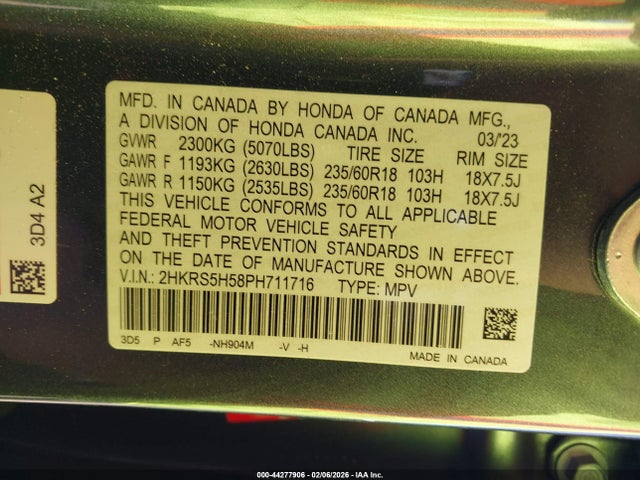 MFD. IN CANADA BY HONDA OF CANADA MFG.,
A DIVISION OF HONDA CANADA INC. 03/'23
GVWR 2300KG (5070LBS) TIRE SIZE RIM SIZE
GAWR F 1193KG (2630LBS) 235/60R18 103H 18X7.5J
GAWR R 1150KG (2535LBS) 235/60R18 103H 18X7.5J
THIS VEHICLE CONFORMS TO ALL APPLICABLE
FEDERAL MOTOR VEHICLE SAFETY
AND THEFT PREVENTION STANDARDS IN EFFECT
ON THE DATE OF MANUFACTURE SHOWN ABOVE.
V.I.N.: 2HKRS5H58PH711716 TYPE: MPV
3D5 P AF5 -NH904M -V -H
MADE IN CANADA
3D4 A2
000-44277906 - 02/06/2026 - IAA Inc.